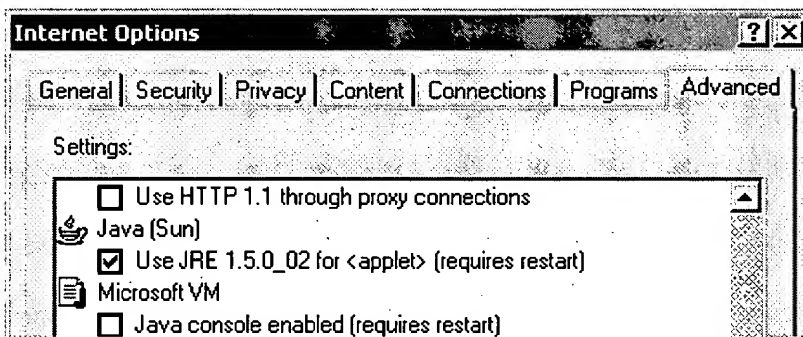 Internet Options
General Security Privacy Content Connections Programs Advanced
Settings:
Use HTTP 1.1 through proxy connections
Java (Sun)
Use JRE 1.5.0_02 for <applet> (requires restart)
Microsoft VM
Java console enabled (requires restart)